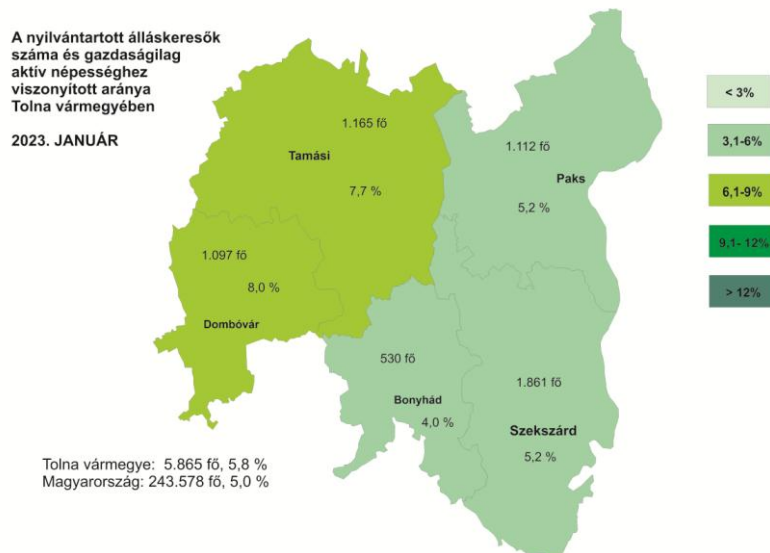 A nyilvántartott álláskeresők
száma és gazdaságilag
aktív népességhez
viszonyított aránya
Tolna vármegyében
2023. JANUÁR
1.165 fő
Tamási
7,7 %
1.112 fő
Paks
5,2 %
1.097 fő
8,0 %
Dombóvár
530 fő
Bonyhád
4,0 %
1.861 fő
Szekszárd
5,2 %
< 3%
3,1-6%
6,1-9%
9,1- 12%
> 12%
Tolna vármegye: 5.865 fő, 5,8 %
Magyarország: 243.578 fő, 5,0 %